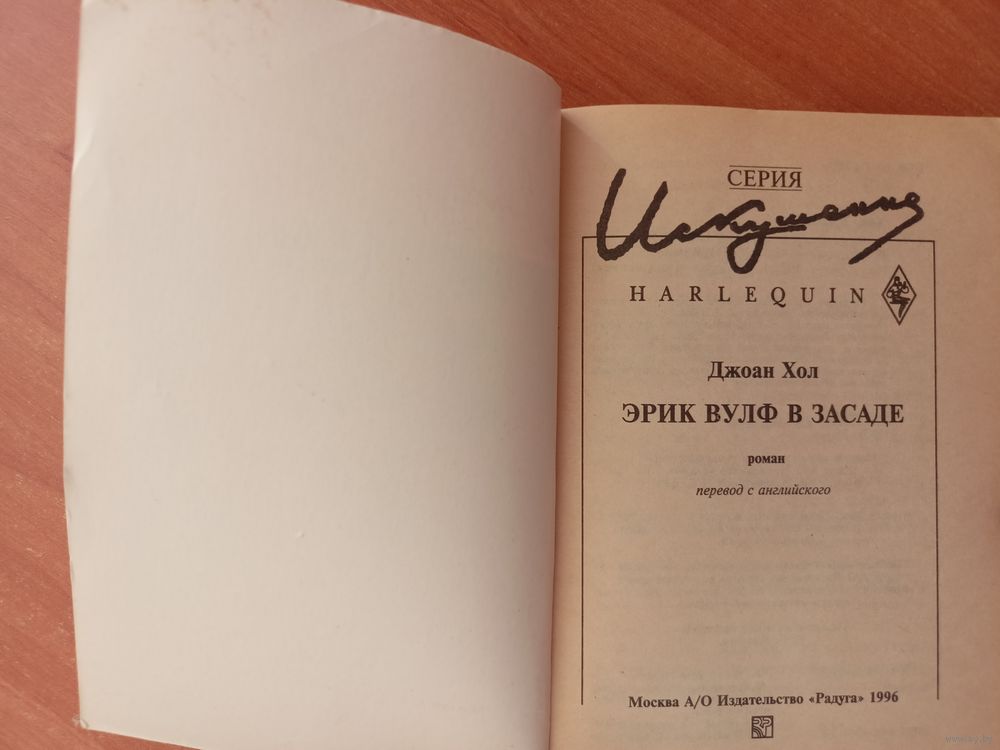 СЕРИЯ
Искушение
HARLEQUIN
Джоан Хол
ЭРИК ВУЛФ В ЗАСАДЕ
роман
перевод с английского
Москва А/О Издательство «Радуга» 1996